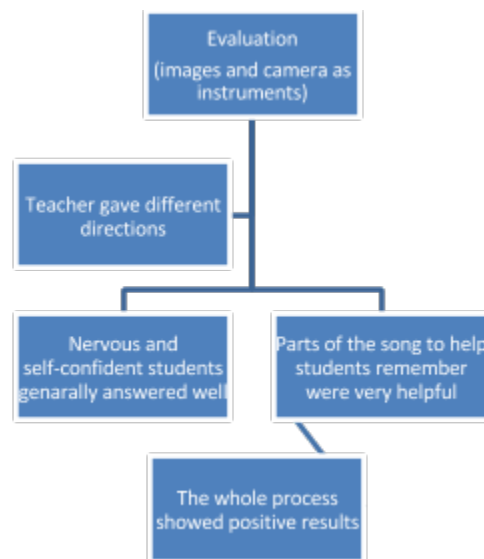 Evaluation
(images and camera as
instruments)
Teacher gave different
directions
Nervous and
self-confident students
genarally answered well
Parts of the song to help
students remember
were very helpful
The whole process
showed positive results